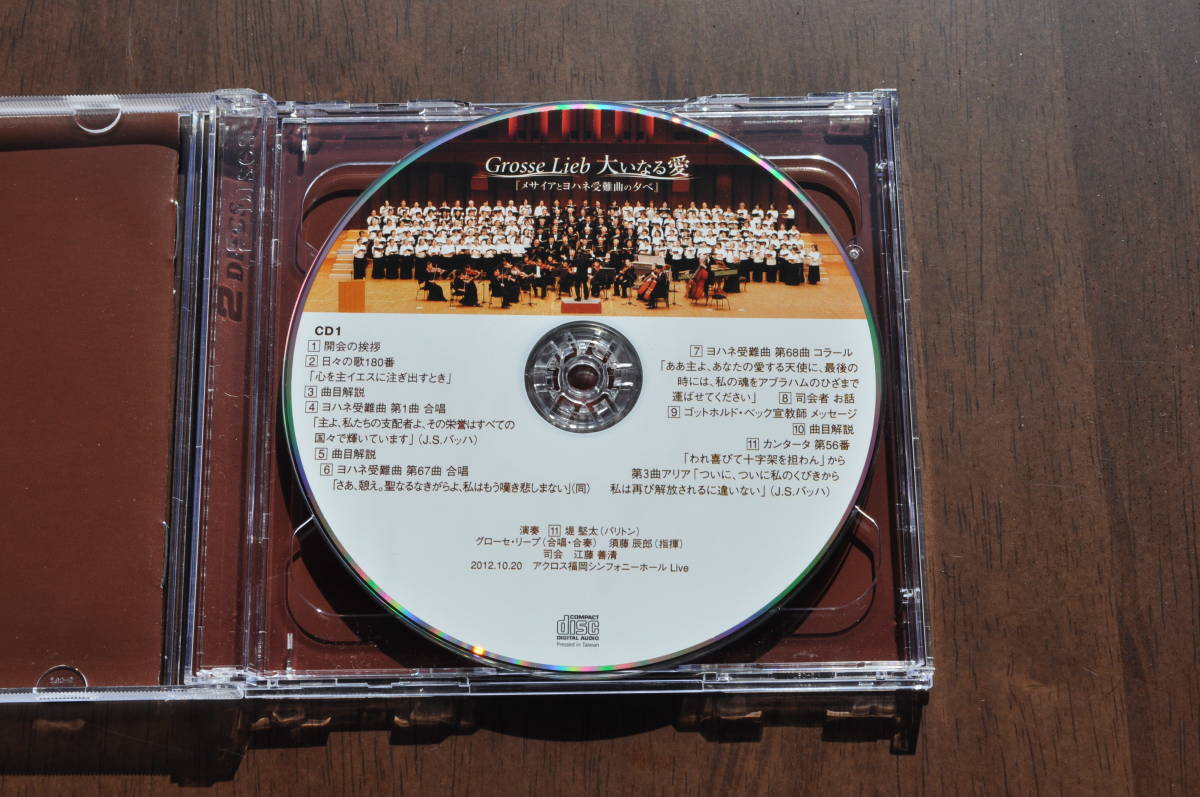 Grosse Lieb 大いなる愛
「メサイアとヨハネ受難曲の夕べ」
CD1
1 開会の挨拶
2 日々の歌180番
「心を主イエスに注ぎ出すとき」
3 曲目解説
4 ヨハネ受難曲 第1曲 合唱
「主よ、私たちの支配者よ、その栄誉はすべての
国々で輝いています」(J.S.バッハ)
5 曲目解説
6 ヨハネ受難曲 第67曲 合唱
「さあ、憩え。聖なるなきがらよ、私はもう嘆き悲しまない」(同)
7 ヨハネ受難曲 第68曲 コラール
「ああ主よ、あなたの愛する天使に、最後の
時には、私の魂をアブラハムのひざまで
運ばせてください」 8 司会者 お話
9 ゴットホルド・ベック宣教師 メッセージ
10 曲目解説
11 カンタータ 第56番
「われ喜びて十字架を担わん」から
第3曲アリア「ついに、ついに私のくびきから
私は再び解放されるに違いない」(J.S.バッハ)
演奏 11 堤 堅太(バリトン)
グローセ・リーブ(合唱・合奏) 須藤 辰郎(指揮)
司会 江藤 善清
2012.10.20 アクロス福岡シンフォニーホール Live
COMPACT
disc
DIGITAL AUDIO
Pressed in Taiwan
2 Discs